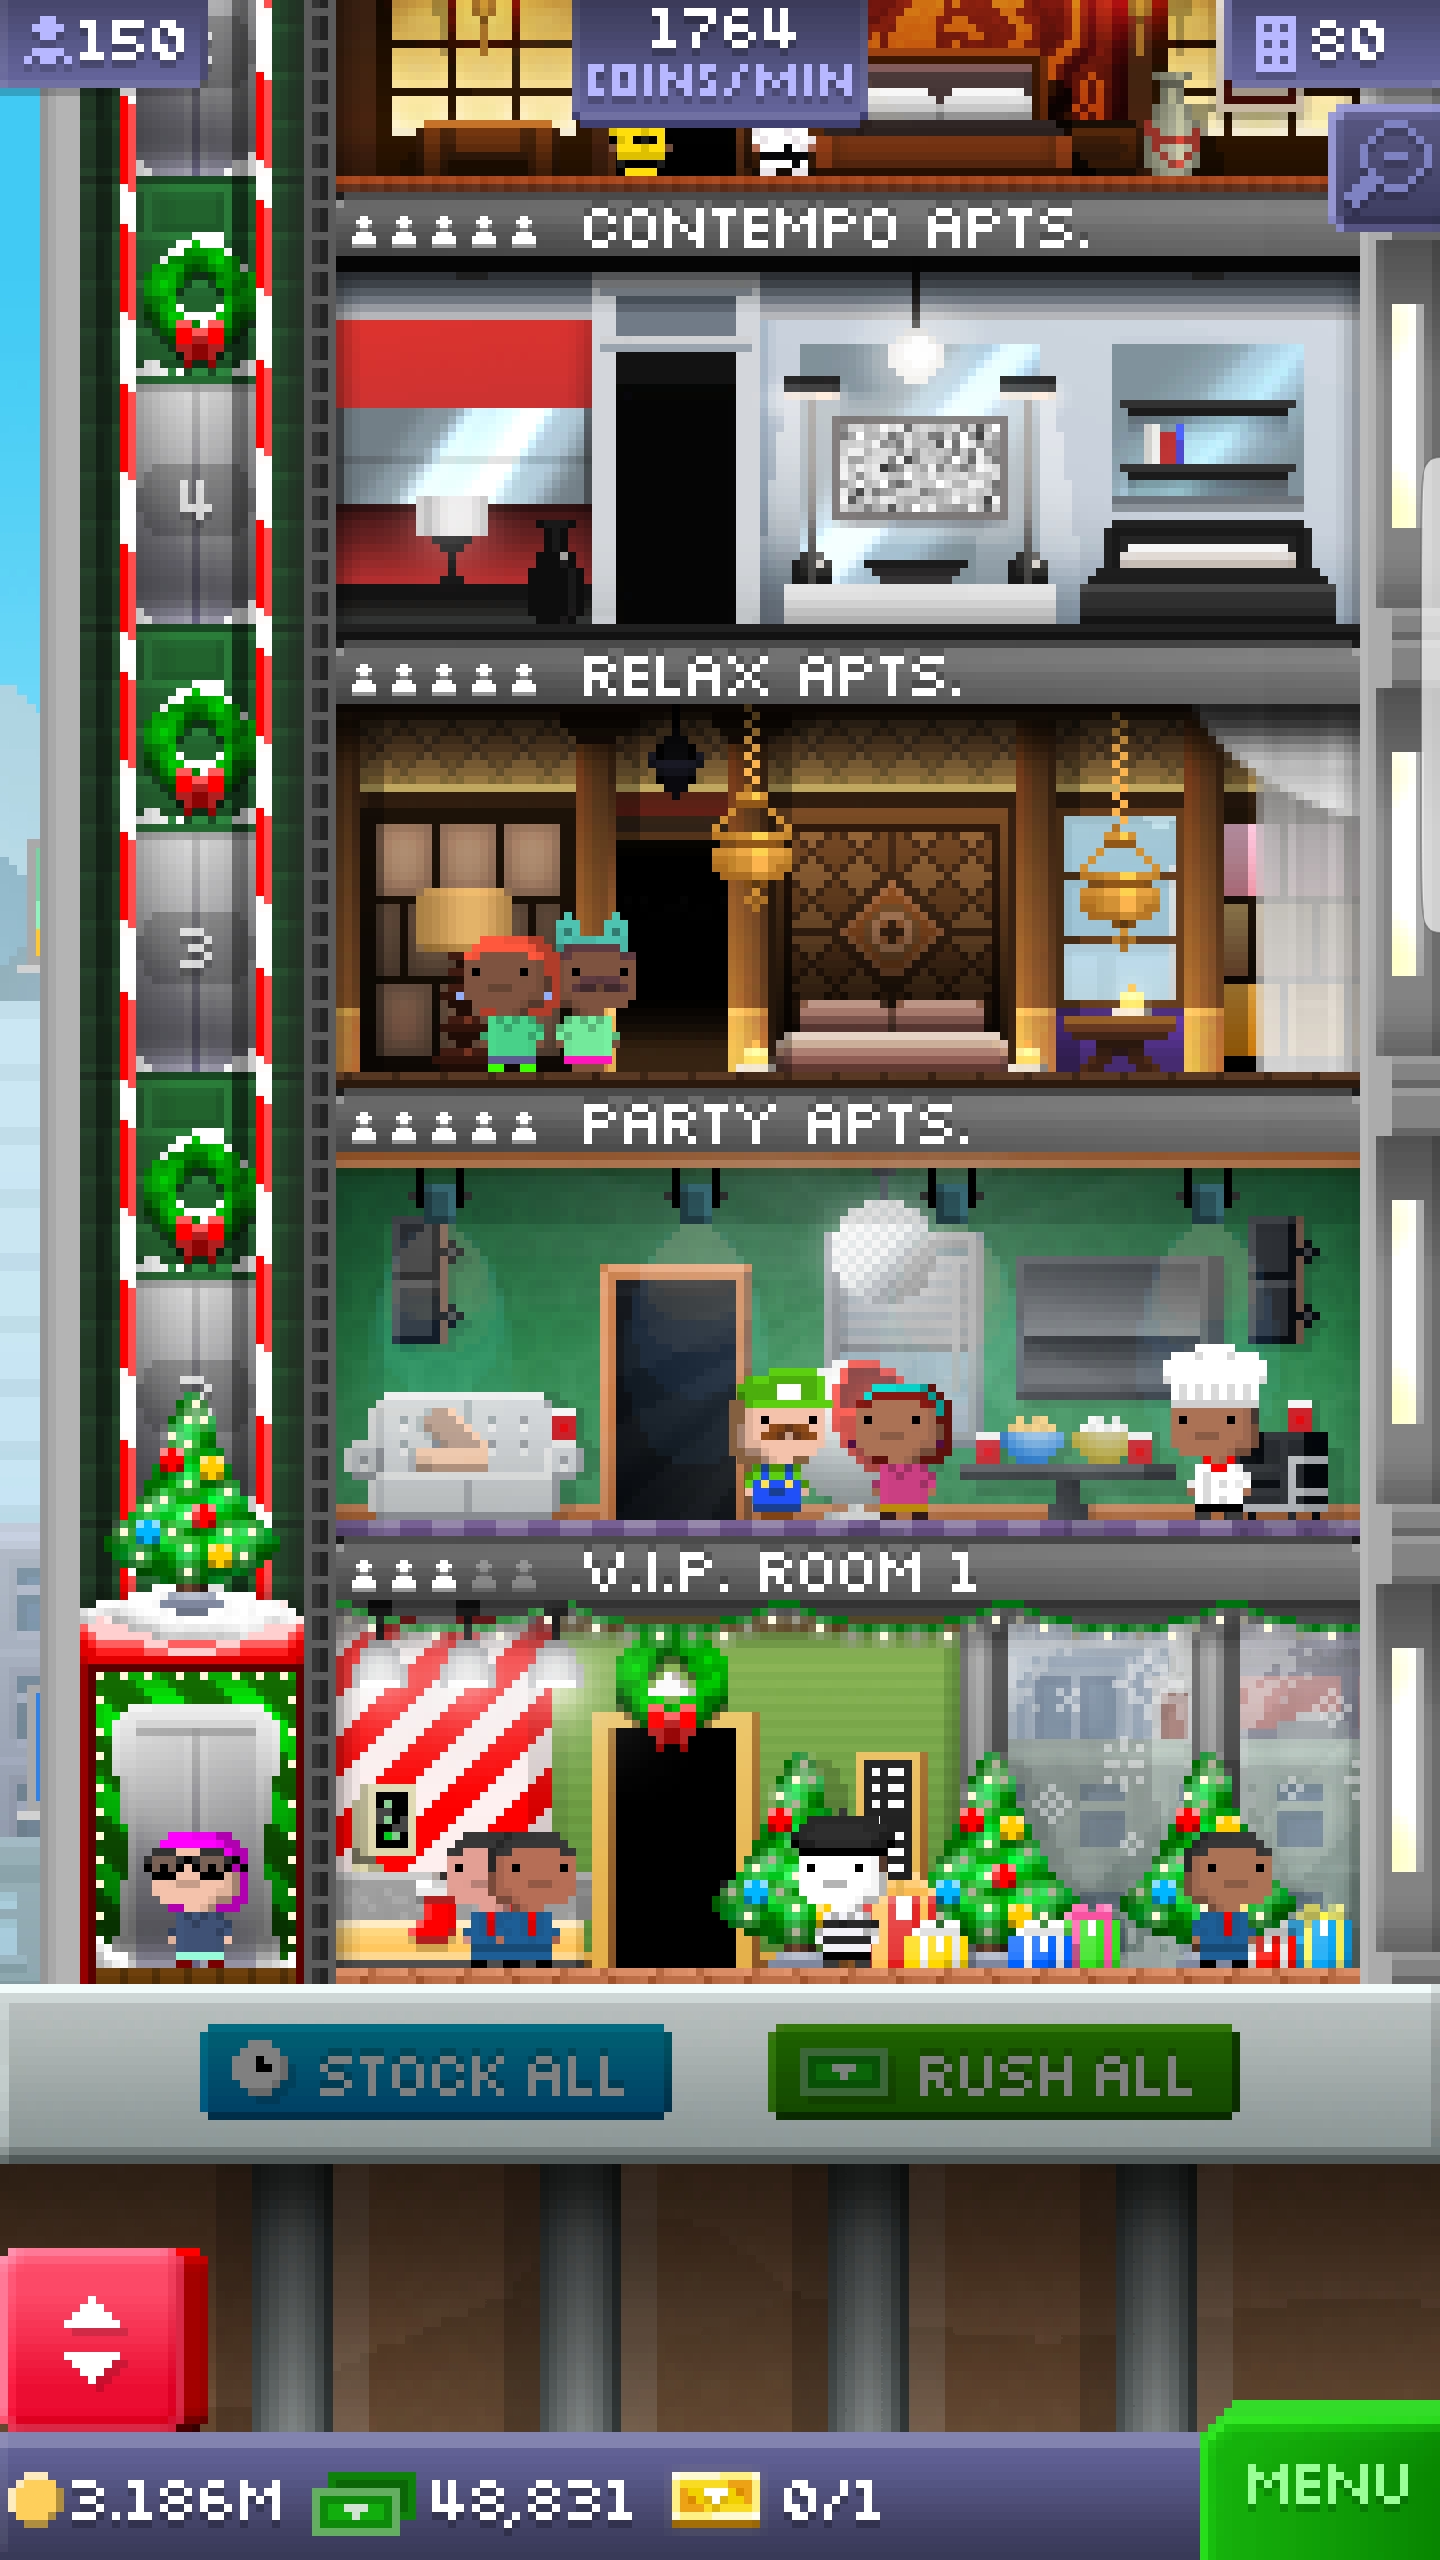 150
1764
COINS/MIN
80
CONTEMPO APTS.
4
RELAX APTS.
3
PARTY APTS.
V.I.P. ROOM 1
STOCK ALL
RUSH ALL
3.186M
48,831
0/1
MENU